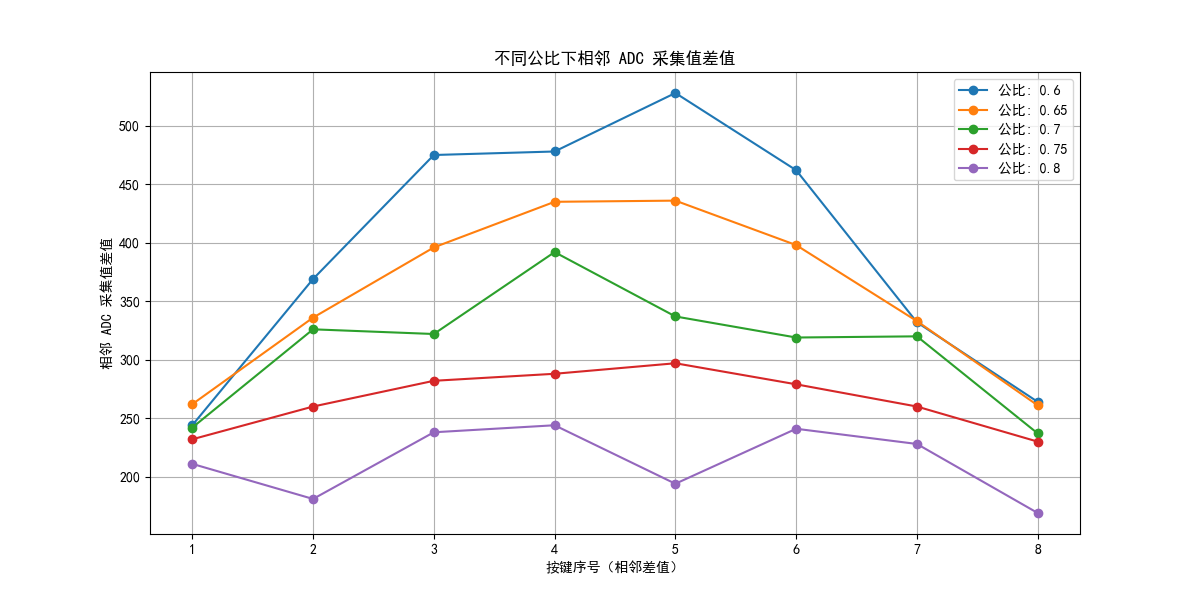 不同公比下相邻 ADC 采集值差值
公比: 0.6
公比: 0.65
公比: 0.7
公比: 0.75
公比: 0.8
相邻 ADC 采集值差值
500
450
400
350
300
250
200
1 2 3 4 5 6 7 8
按键序号（相邻差值）